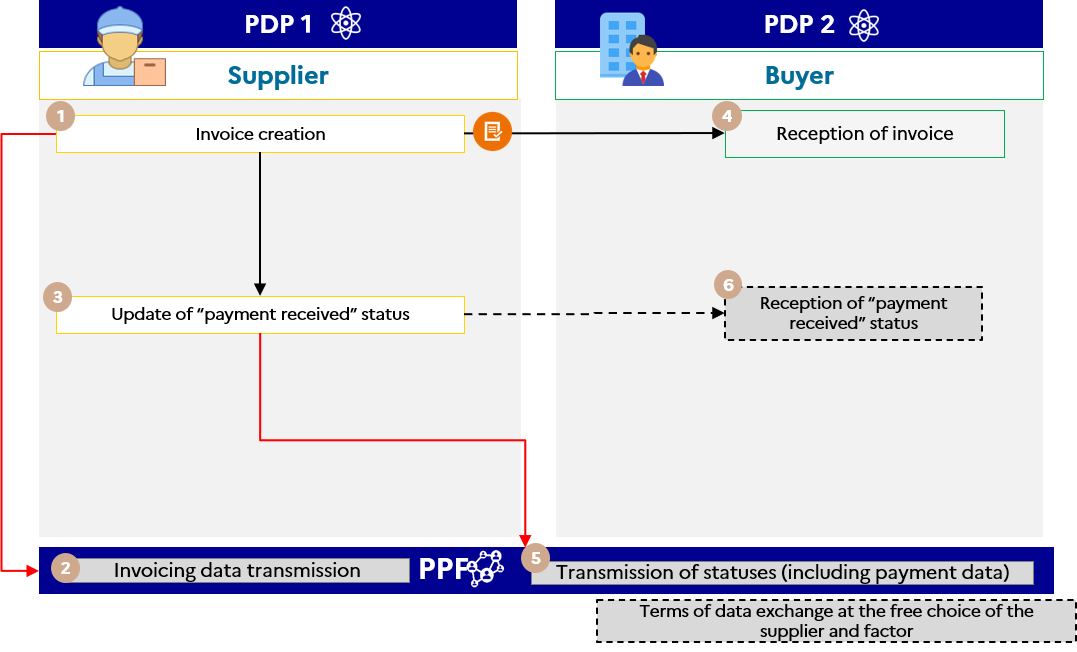 PDP 1
PDP 2
Supplier
Buyer
1
Invoice creation
4
Reception of invoice
3
Update of “payment received” status
6
Reception of “payment
received” status
2
Invoicing data transmission
PPF
5
Transmission of statuses (including payment data)
Terms of data exchange at the free choice of the
supplier and factor